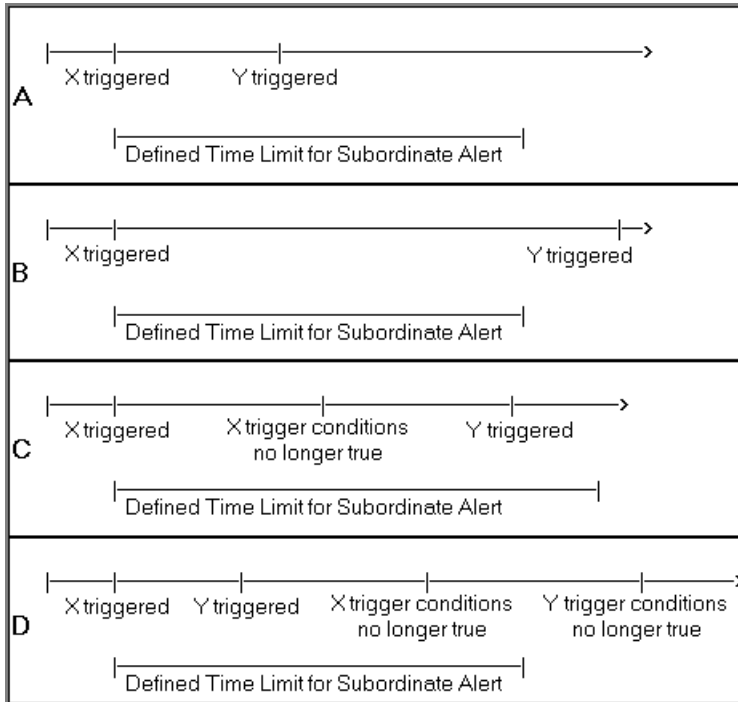 X triggered Y triggered
A
Defined Time Limit for Subordinate Alert
X triggered Y triggered
B
Defined Time Limit for Subordinate Alert
X triggered X trigger conditions Y triggered
no longer true
C
Defined Time Limit for Subordinate Alert
X triggered Y triggered X trigger conditions Y trigger conditions
no longer true no longer true
D
Defined Time Limit for Subordinate Alert